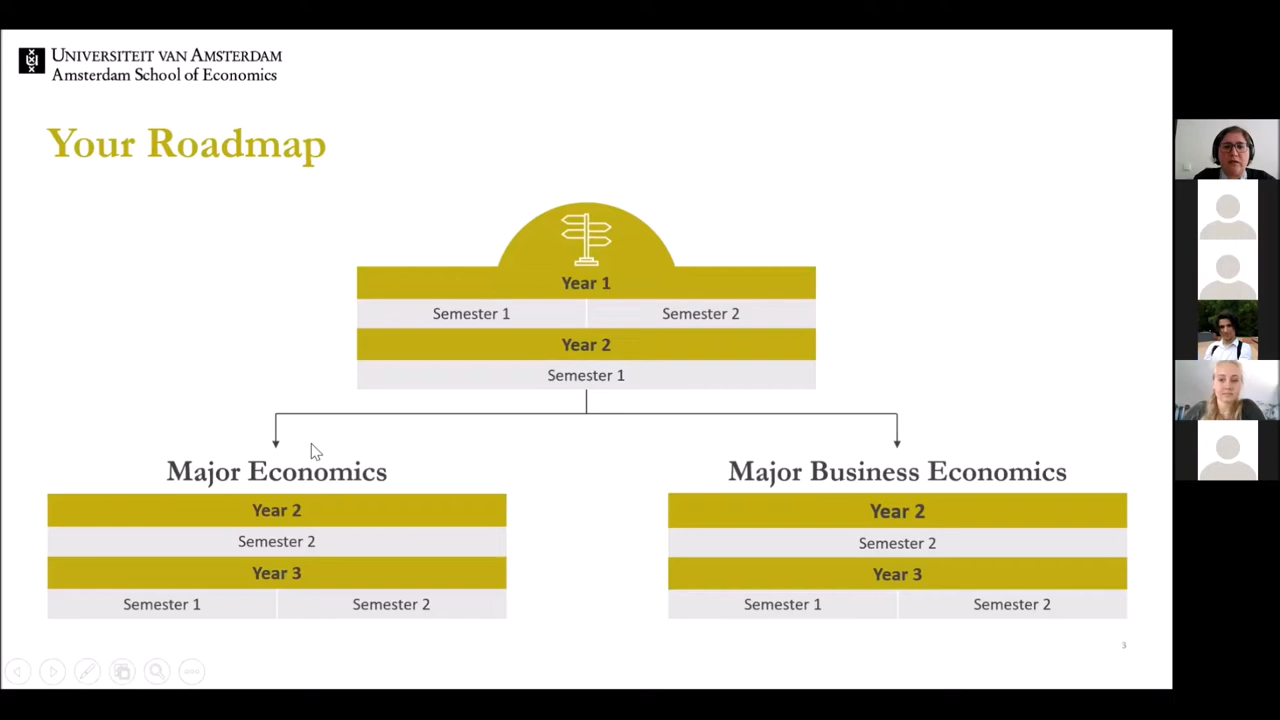 UNIVERSITEIT VAN AMSTERDAM
Amsterdam School of Economics
Your Roadmap
Year 1
Semester 1 Semester 2
Year 2
Semester 1
Major Economics
Year 2
Semester 2
Year 3
Semester 1 Semester 2
Major Business Economics
Year 2
Semester 2
Year 3
Semester 1 Semester 2
3